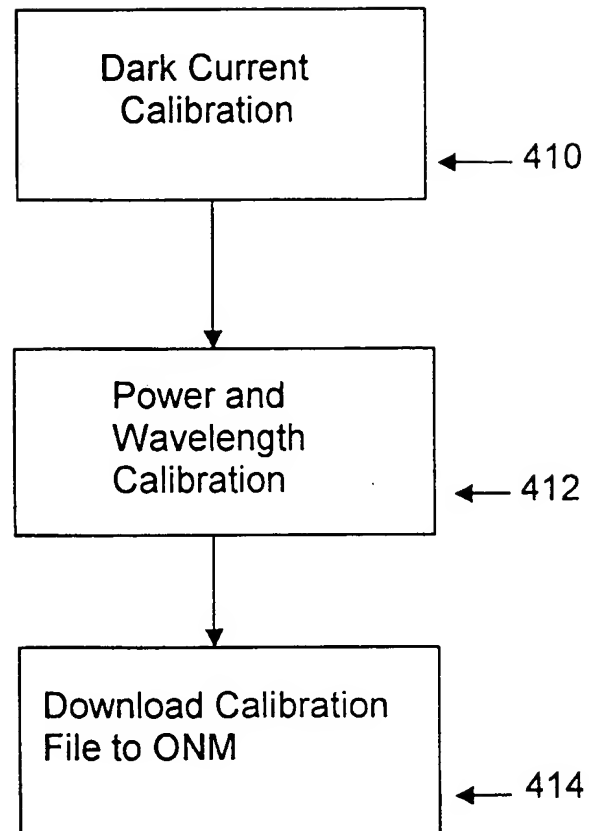 Dark Current
Calibration
410
Power and
Wavelength
Calibration
412
Download Calibration
File to ONM
414